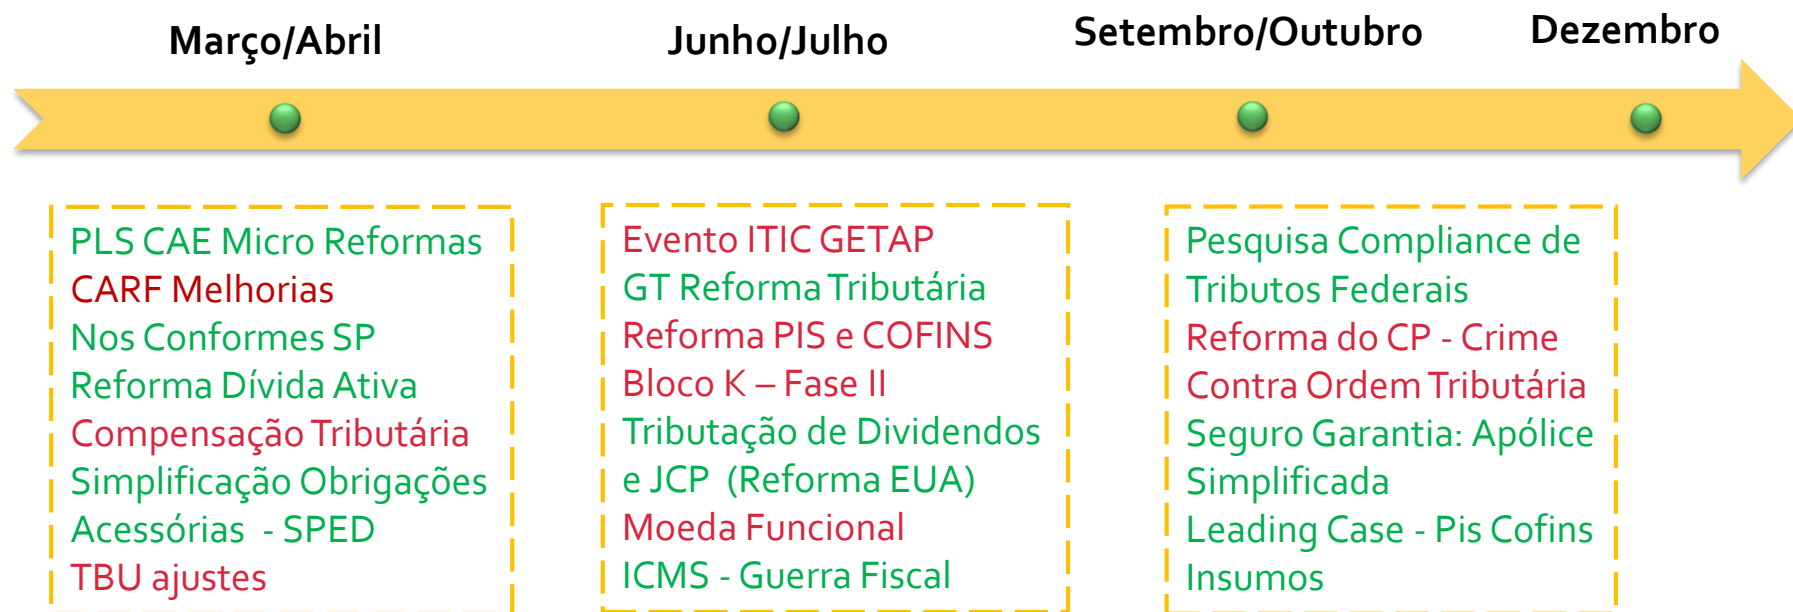 Março/Abril
Junho/Julho
Setembro/Outubro
Dezembro
PLS CAE Micro Reformas
CARF Melhorias
Nos Conformes SP
Reforma Dívida Ativa
Compensação Tributária
Simplificação Obrigações
Acessórias - SPED
TBU ajustes
Evento ITIC GETAP
GT Reforma Tributária
Reforma PIS e COFINS
Bloco K – Fase II
Tributação de Dividendos
e JCP (Reforma EUA)
Moeda Funcional
ICMS - Guerra Fiscal
Pesquisa Compliance de
Tributos Federais
Reforma do CP - Crime
Contra Ordem Tributária
Seguro Garantia: Apólice
Simplificada
Leading Case - Pis Cofins
Insumos